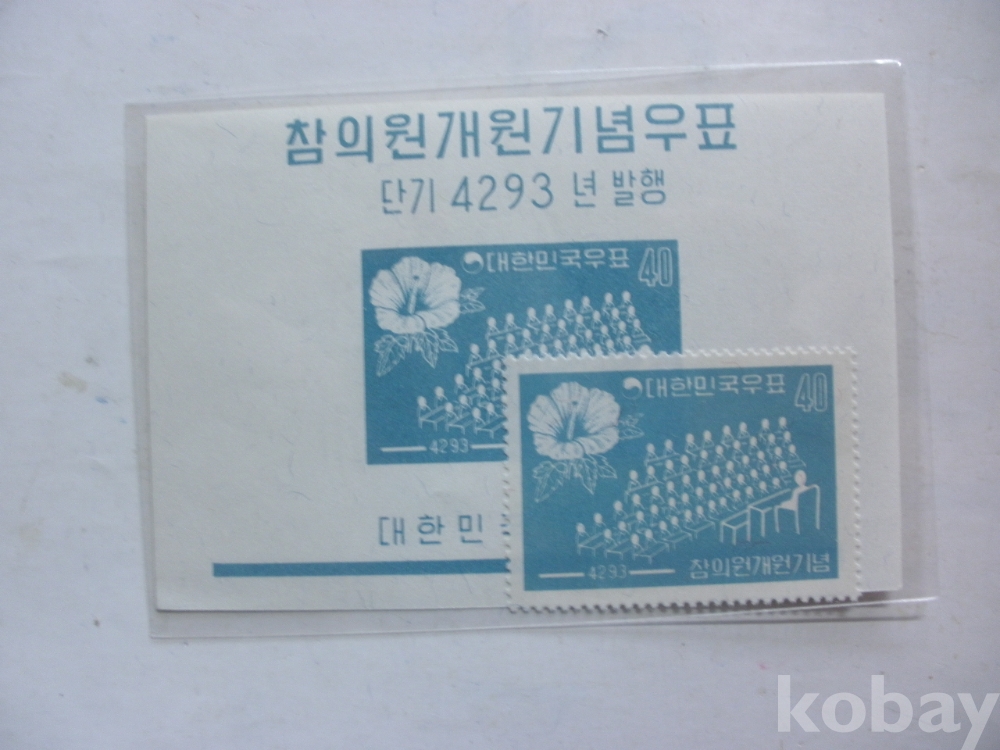 참의원개원기념우표
단기 4293 년 발행
대한민국우표 40
4293
대한민국우표 40
4293 참의원개원기념
대한민
kobay